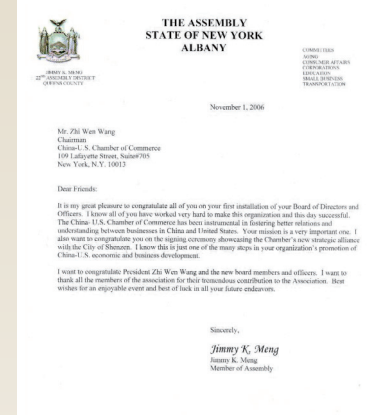 THE ASSEMBLY
STATE OF NEW YORK
ALBANY
JIMMY K. MENG
22ND ASSEMBLY DISTRICT
QUEENS COUNTY
COMMITTEES
AGING
CONSUMER AFFAIRS
CORPORATIONS
EDUCATION
SMALL BUSINESS
TRANSPORTATION
November 1, 2006
Mr. Zhi Wen Wang
Chairman
China-U.S. Chamber of Commerce
109 Lafayette Street, Suite#705
New York, N.Y. 10013
Dear Friends:
It is my great pleasure to congratulate all of you on your first installation of your Board of Directors and
Officers. I know all of you have worked very hard to make this organization and this day successful.
The China- U.S. Chamber of Commerce has been instrumental in fostering better relations and
understanding between businesses in China and United States. Your mission is a very important one. I
also want to congratulate you on the signing ceremony showcasing the Chamber's new strategic alliance
with the City of Shenzen. I know this is just one of the many steps in your organization's promotion of
China-U.S. economic and business development.
I want to congratulate President Zhi Wen Wang and the new board members and officers. I want to
thank all the members of the association for their tremendous contribution to the Association. Best
wishes for an enjoyable event and best of luck in all your future endeavors.
Sincerely,
Jimmy K. Meng
Jimmy K. Meng
Member of Assembly